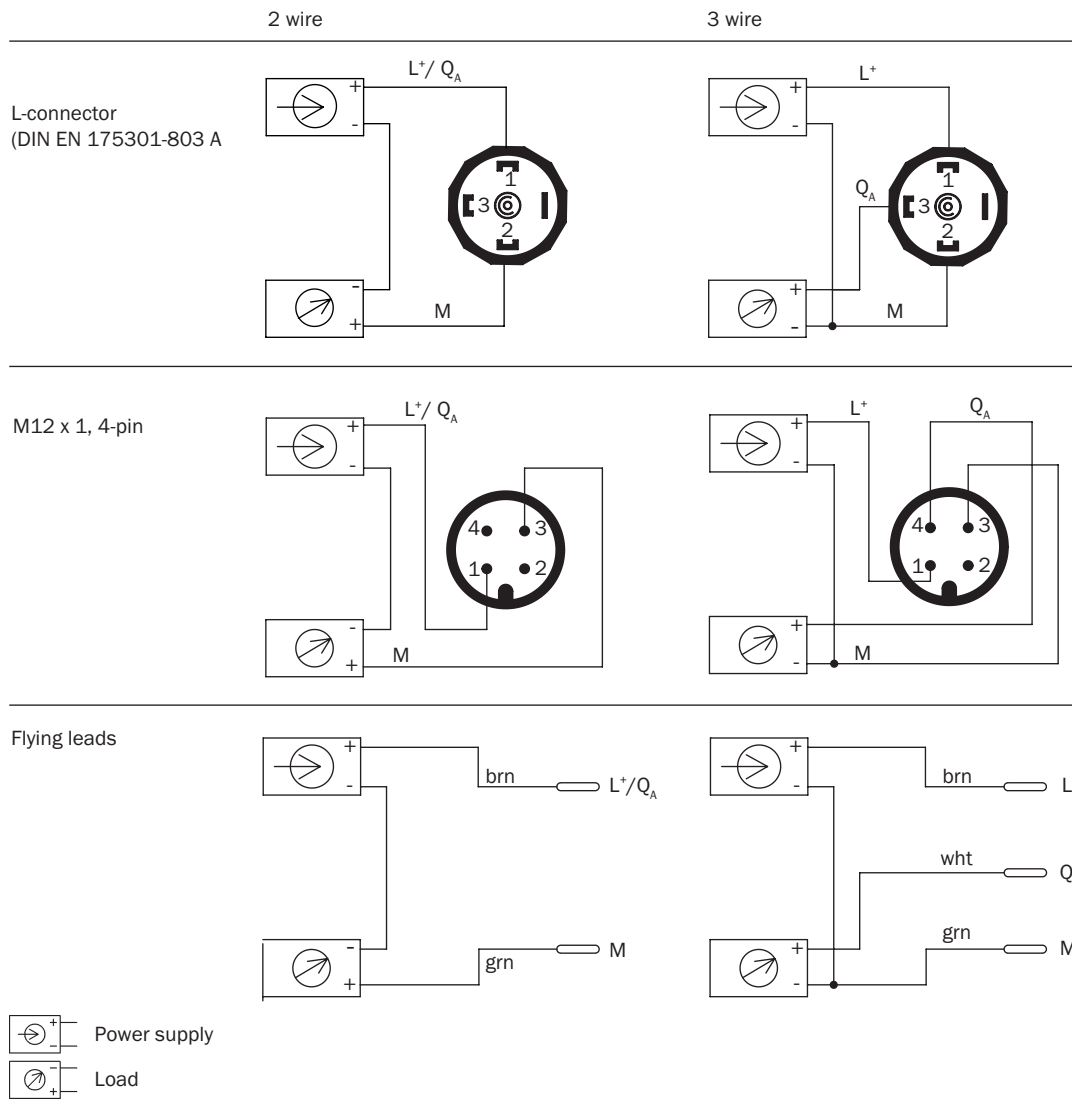 2 wire 3 wire
L-connector
(DIN EN 175301-803 A
+ L⁺/ Q_A
-
1
3
2
-
+ M
+ L⁺
-
1
Q_A 3
2
+
- M
M12 x 1, 4-pin
+ L⁺/ Q_A
-
4 3
1 2
-
+ M
+ L⁺ Q_A
-
4 3
1 2
+
- M
Flying leads
+
-
brn L⁺/Q_A
-
+
grn M
+
-
brn L
wht Q
+
-
grn M
+
- Power supply
-
+ Load